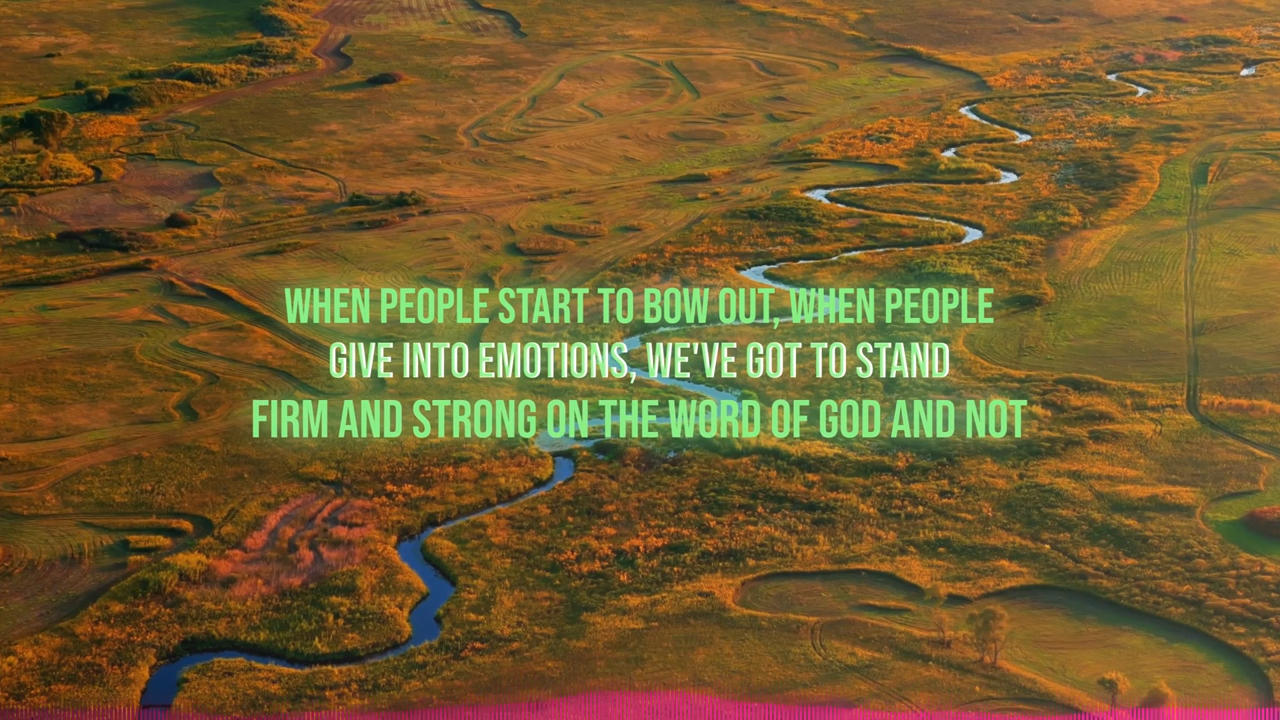 WHEN PEOPLE START TO BOW OUT, WHEN PEOPLE
GIVE INTO EMOTIONS, WE'VE GOT TO STAND
FIRM AND STRONG ON THE WORD OF GOD AND NOT